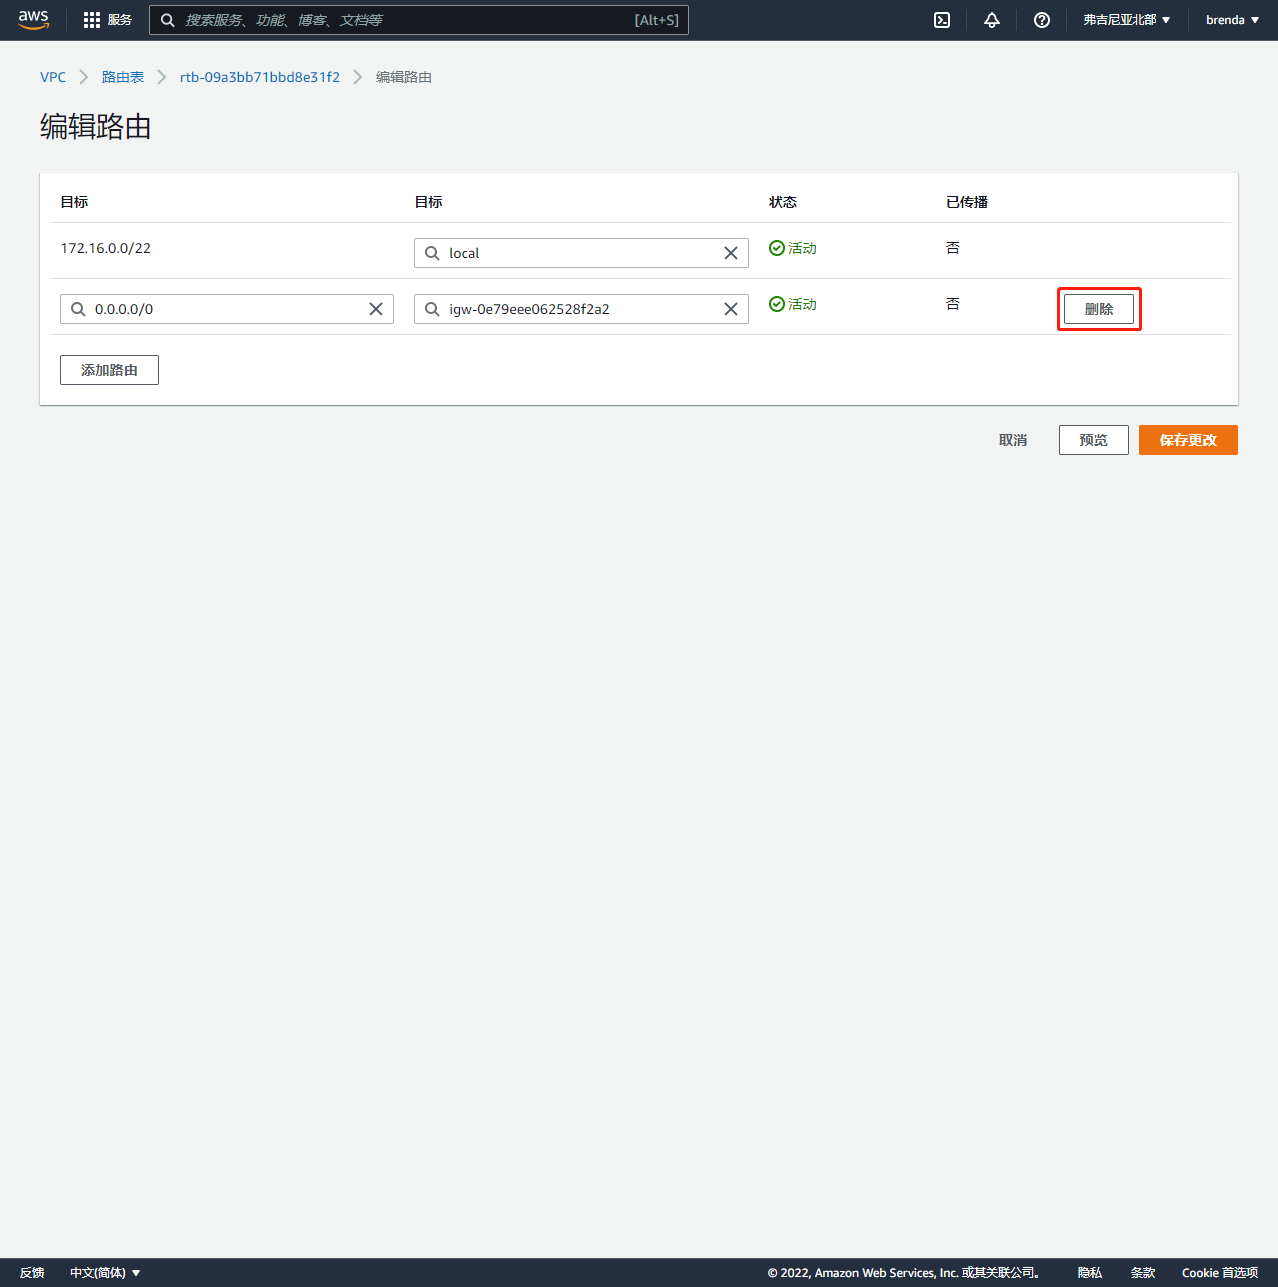 aws 服务 搜索服务、功能、博客、文档等 [Alt+S] 弗吉尼亚北部 brenda
VPC 路由表 rtb-09a3bb71bbd8e31f2 编辑路由
编辑路由
目标 目标 状态 已传播
172.16.0.0/22 local 活动 否
0.0.0.0/0 igw-0e79eee062528f2a2 活动 否 删除
添加路由
取消 预览 保存更改
反馈 中文(简体) © 2022, Amazon Web Services, Inc. 或其关联公司。 隐私 条款 Cookie 首选项